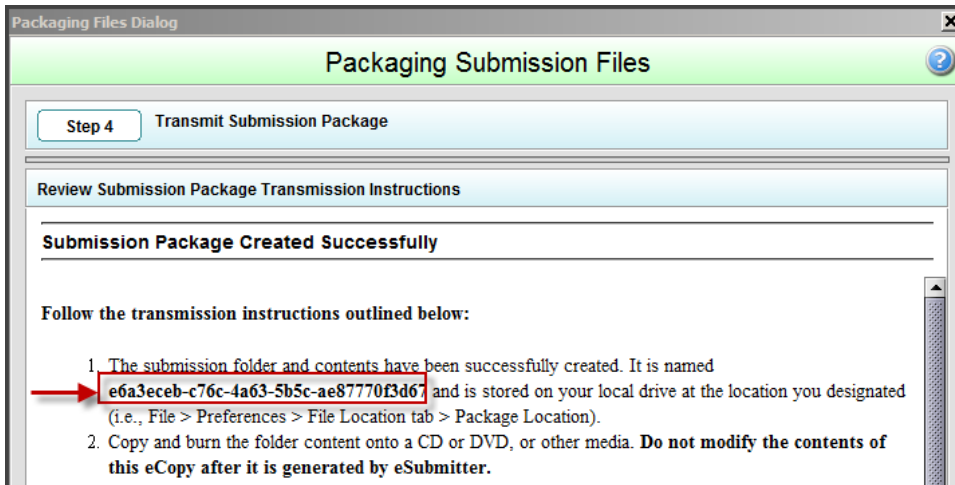 Packaging Files Dialog
Packaging Submission Files
Step 4
Transmit Submission Package
Review Submission Package Transmission Instructions
Submission Package Created Successfully
Follow the transmission instructions outlined below:
1. The submission folder and contents have been successfully created. It is named
e6a3eceb-c76c-4a63-5b5c-ae87770f3d67 and is stored on your local drive at the location you designated
(i.e., File > Preferences > File Location tab > Package Location).
2. Copy and burn the folder content onto a CD or DVD, or other media. Do not modify the contents of
this eCopy after it is generated by eSubmitter.